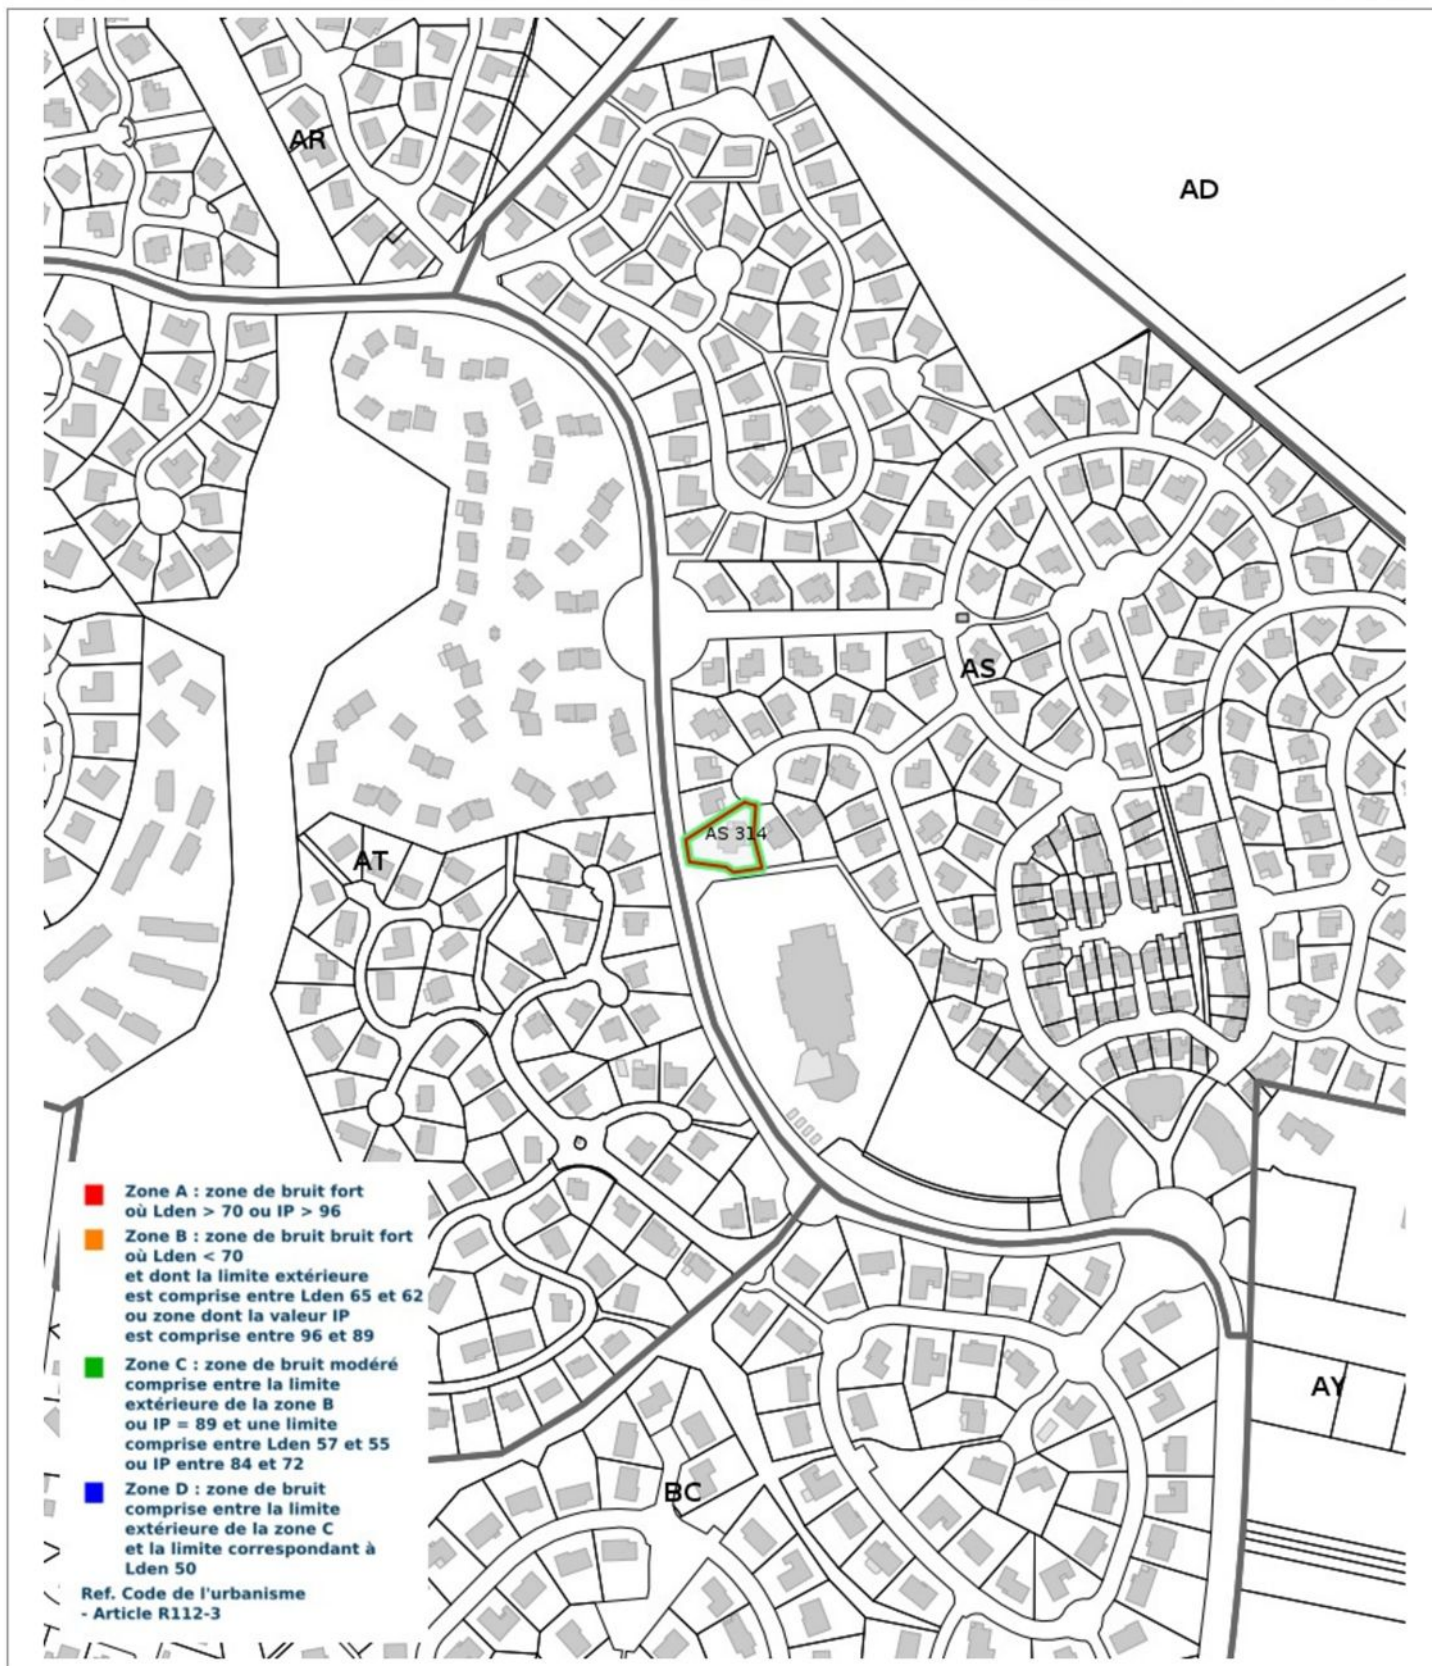 AR
AD
AS
AS 314
AT
Zone A : zone de bruit fort
où Lden > 70 ou IP > 96
Zone B : zone de bruit bruit fort
où Lden < 70
et dont la limite extérieure
est comprise entre Lden 65 et 62
ou zone dont la valeur IP
est comprise entre 96 et 89
Zone C : zone de bruit modéré
comprise entre la limite
extérieure de la zone B
ou IP = 89 et une limite
comprise entre Lden 57 et 55
ou IP entre 84 et 72
Zone D : zone de bruit
comprise entre la limite
extérieure de la zone C
et la limite correspondant à
Lden 50
Ref. Code de l'urbanisme
- Article R112-3
AY
BC